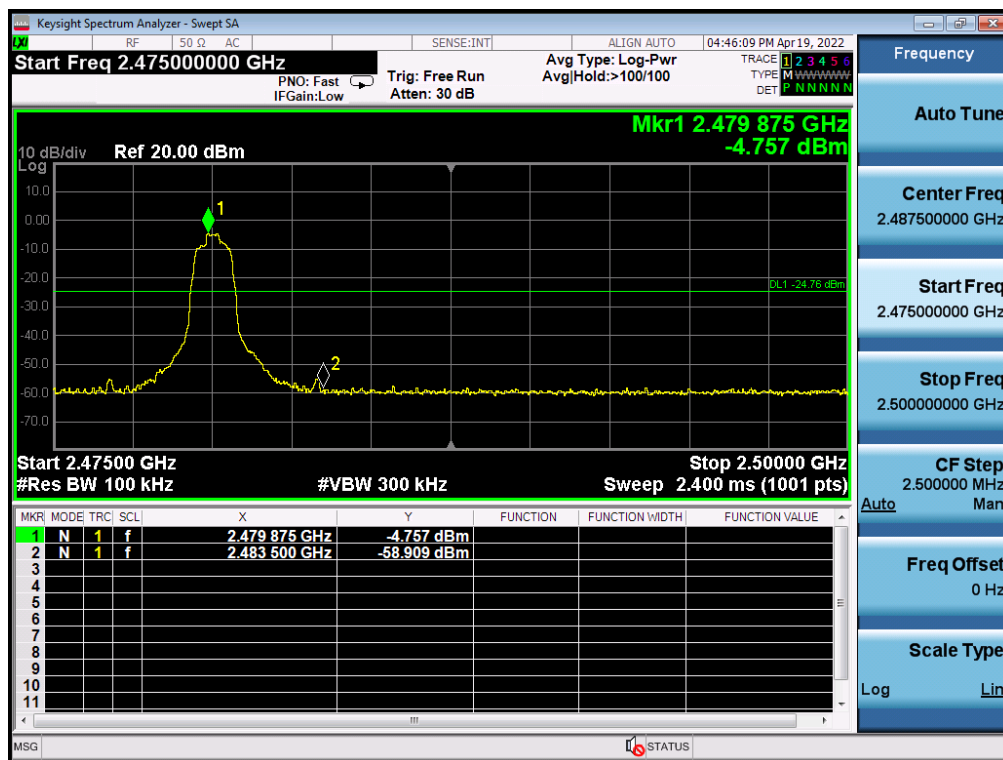 Keysight Spectrum Analyzer - Swept SA
LXI RF 50 Ω AC SENSE:INT ALIGN AUTO 04:46:09 PM Apr 19, 2022
Start Freq 2.475000000 GHz
PNO: Fast
IFGain:Low
Trig: Free Run
Atten: 30 dB
Avg Type: Log-Pwr
Avg|Hold:>100/100
TRACE 1 2 3 4 5 6
TYPE M WWWWW
DET P N N N N N
Mkr1 2.479 875 GHz
-4.757 dBm
10 dB/div Ref 20.00 dBm
Log
10.0
0.00
-10.0
-20.0
-30.0
-40.0
-50.0
-60.0
-70.0
1
2
DL1 -24.76 dBm
Start 2.47500 GHz Stop 2.50000 GHz
#Res BW 100 kHz #VBW 300 kHz Sweep 2.400 ms (1001 pts)
MKR MODE TRC SCL X Y FUNCTION FUNCTION WIDTH FUNCTION VALUE
1 N 1 f 2.479 875 GHz -4.757 dBm
2 N 1 f 2.483 500 GHz -58.909 dBm
3
4
5
6
7
8
9
10
11
MSG STATUS
Frequency
Auto Tune
Center Freq
2.487500000 GHz
Start Freq
2.475000000 GHz
Stop Freq
2.500000000 GHz
CF Step
2.500000 MHz
Auto Man
Freq Offset
0 Hz
Scale Type
Log Lin